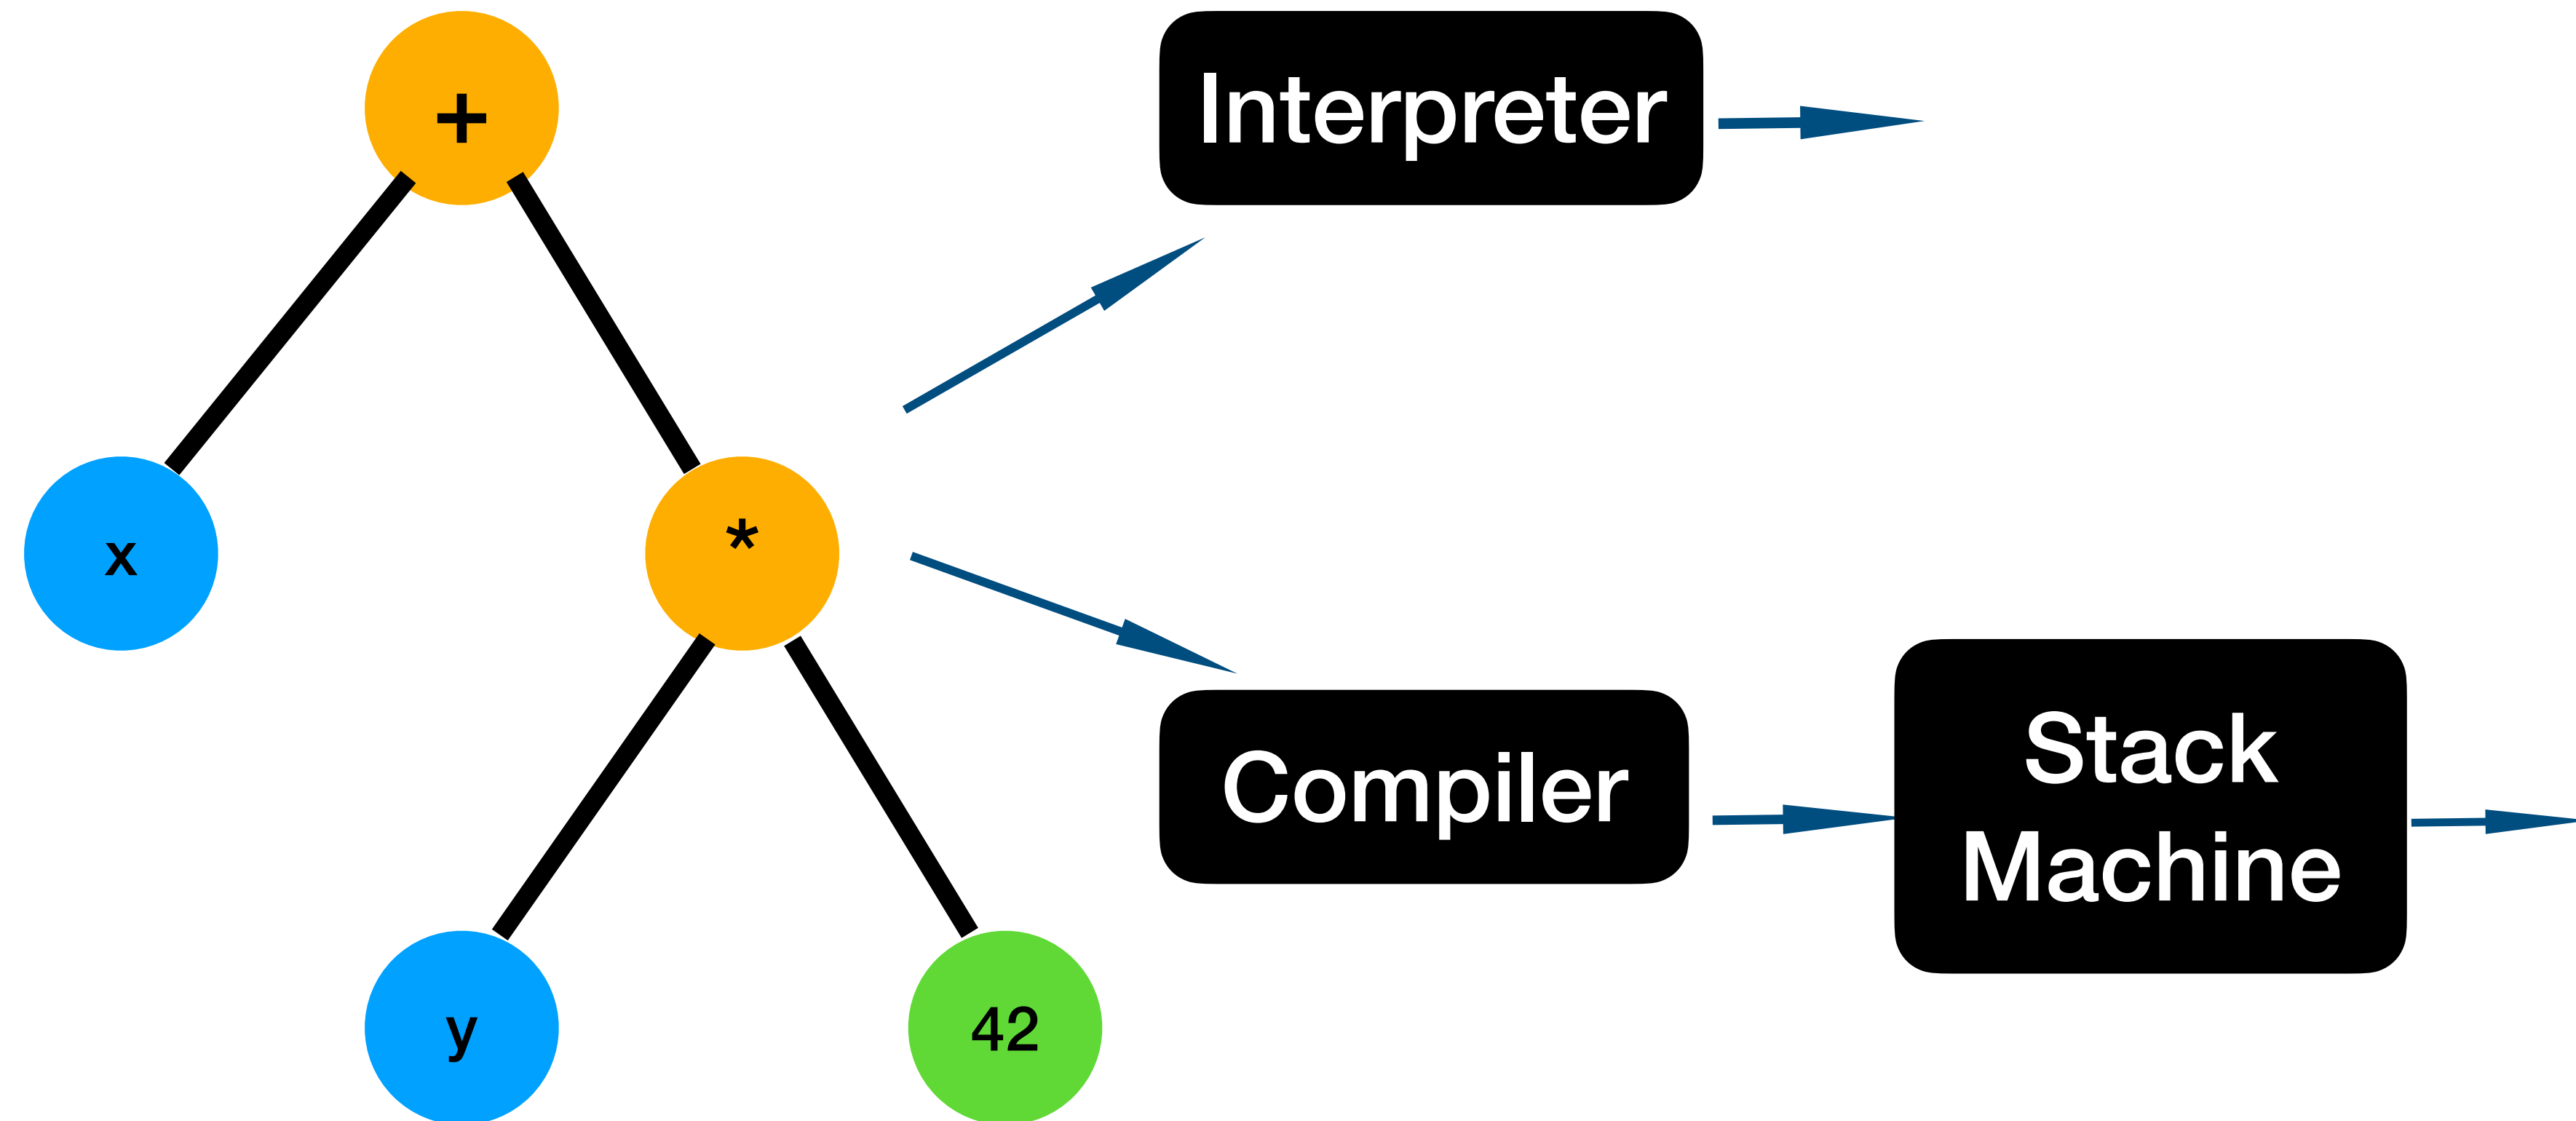 +
Interpreter
x
*
Compiler
Stack
Machine
y
42